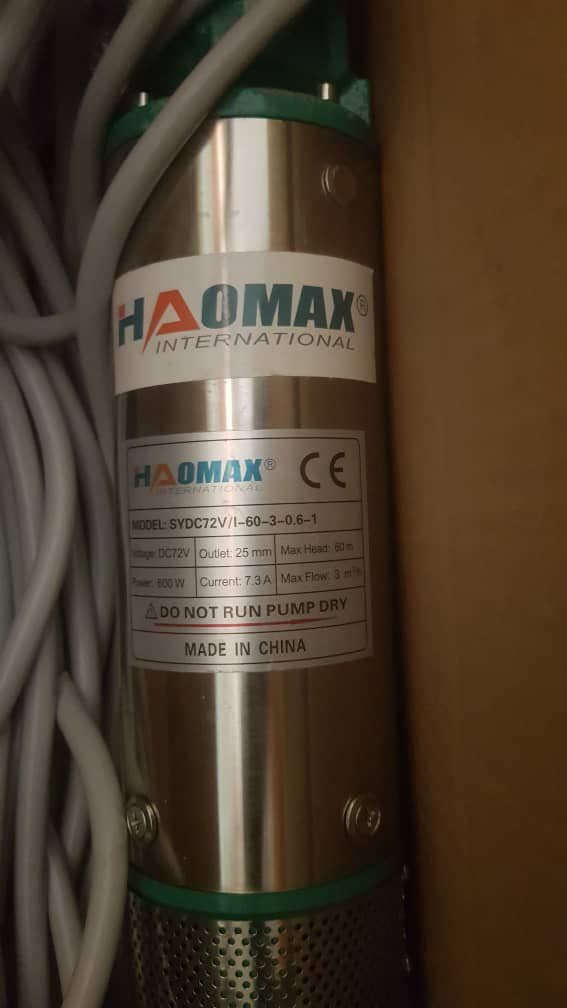 HAOMAX®
INTERNATIONAL
HAOMAX® CE
INTERNATIONAL
MODEL: SYDC72V/I-60-3-0.6-1
Voltage: DC72V Outlet: 25 mm Max Head: 60 m
Power: 600 W Current: 7.3 A Max Flow: 3 m³/h
⚠DO NOT RUN PUMP DRY
MADE IN CHINA